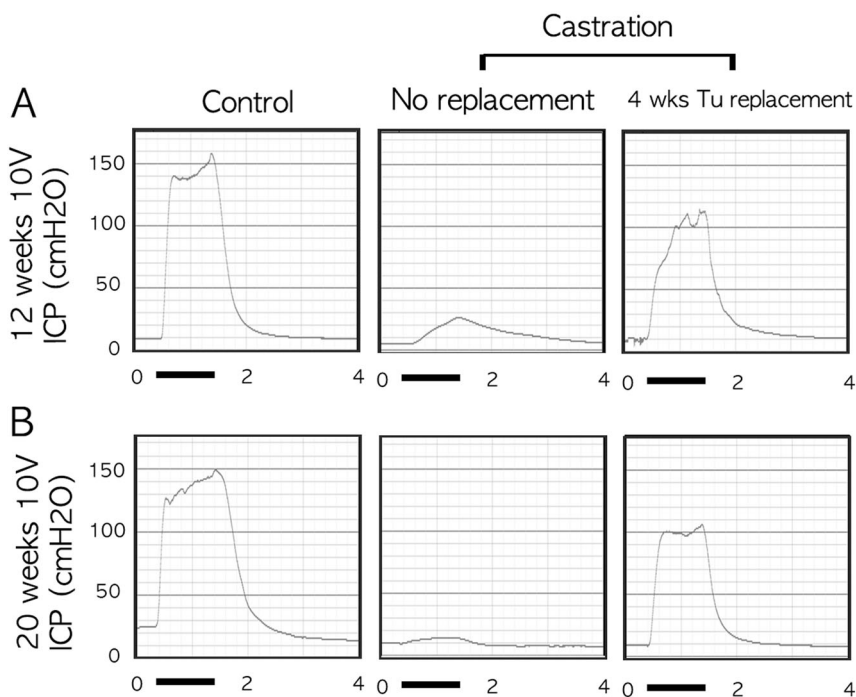 Castration
A
Control
No replacement
4 wks Tu replacement
12 weeks 10V
ICP (cmH2O)
150
100
50
0
0 2 4
0 2 4
0 2 4
B
20 weeks 10V
ICP (cmH2O)
150
100
50
0
0 2 4
0 2 4
0 2 4